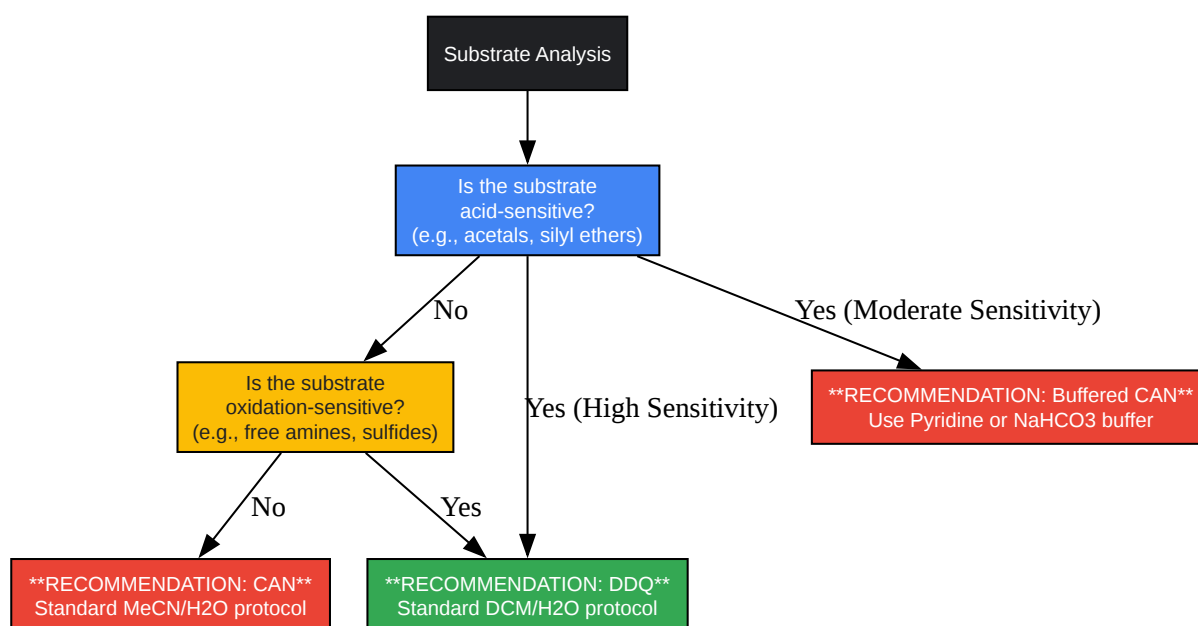 Substrate Analysis
Is the substrate
acid-sensitive?
(e.g., acetals, silyl ethers)
No
Yes (Moderate Sensitivity)
Is the substrate
oxidation-sensitive?
(e.g., free amines, sulfides)
Yes (High Sensitivity)
**RECOMMENDATION: Buffered CAN**
Use Pyridine or NaHCO3 buffer
No
Yes
**RECOMMENDATION: CAN**
Standard MeCN/H2O protocol
**RECOMMENDATION: DDQ**
Standard DCM/H2O protocol